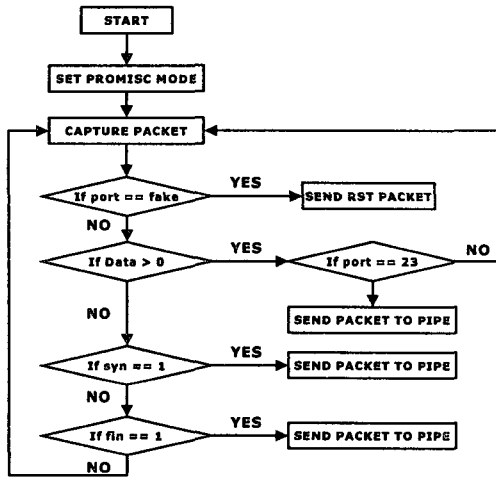 START
SET PROMISC MODE
CAPTURE PACKET
If port == fake
YES
SEND RST PACKET
NO
If Data > 0
YES
If port == 23
NO
NO
SEND PACKET TO PIPE
If syn == 1
YES
SEND PACKET TO PIPE
NO
If fin == 1
YES
SEND PACKET TO PIPE
NO